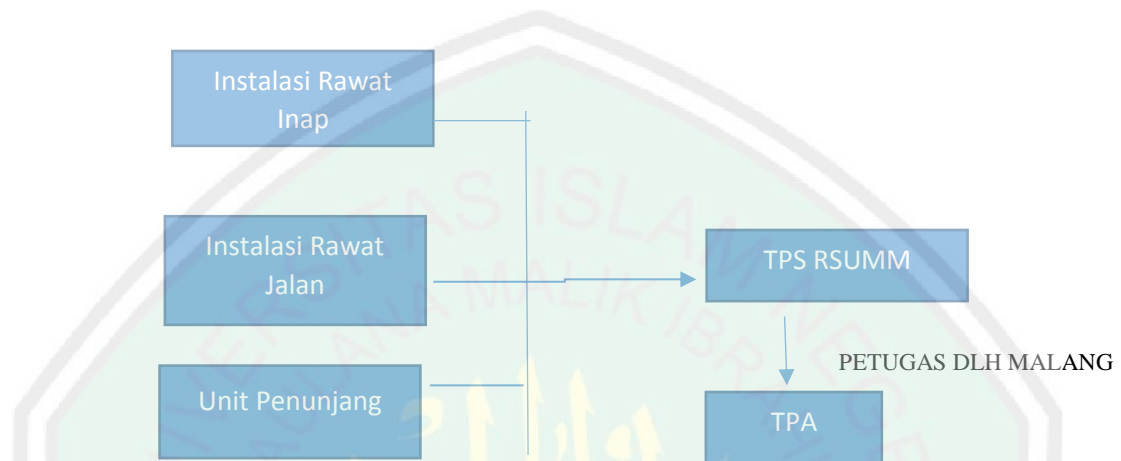 Instalasi Rawat
Inap
Instalasi Rawat
Jalan
TPS RSUMM
PETUGAS DLH MALANG
Unit Penunjang
TPA